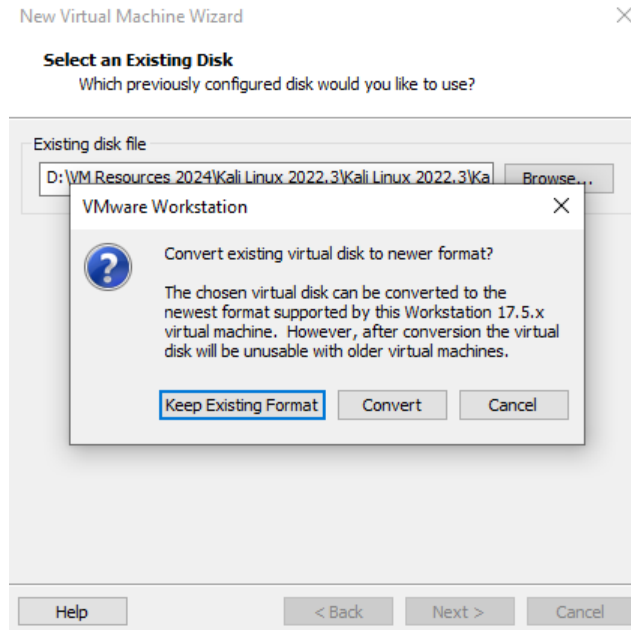 New Virtual Machine Wizard
Select an Existing Disk
Which previously configured disk would you like to use?
Existing disk file
D:\VM Resources 2024\Kali Linux 2022.3\Kali Linux 2022.3\Ka
Browse...
VMware Workstation
Convert existing virtual disk to newer format?
The chosen virtual disk can be converted to the
newest format supported by this Workstation 17.5.x
virtual machine. However, after conversion the virtual
disk will be unusable with older virtual machines.
Keep Existing Format Convert Cancel
Help < Back Next > Cancel